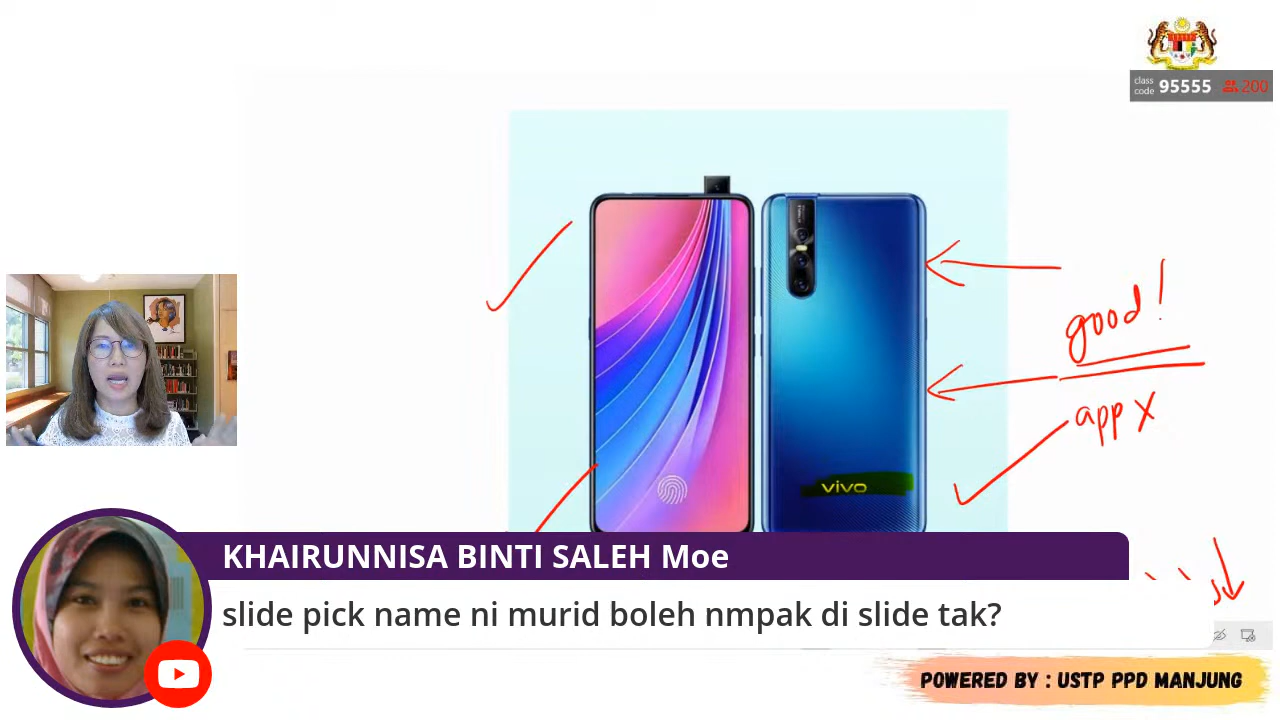 class code 95555 200
good!
app X
vivo
KHAIRUNNISA BINTI SALEH Moe
slide pick name ni murid boleh nmpak di slide tak?
POWERED BY : USTP PPD MANJUNG